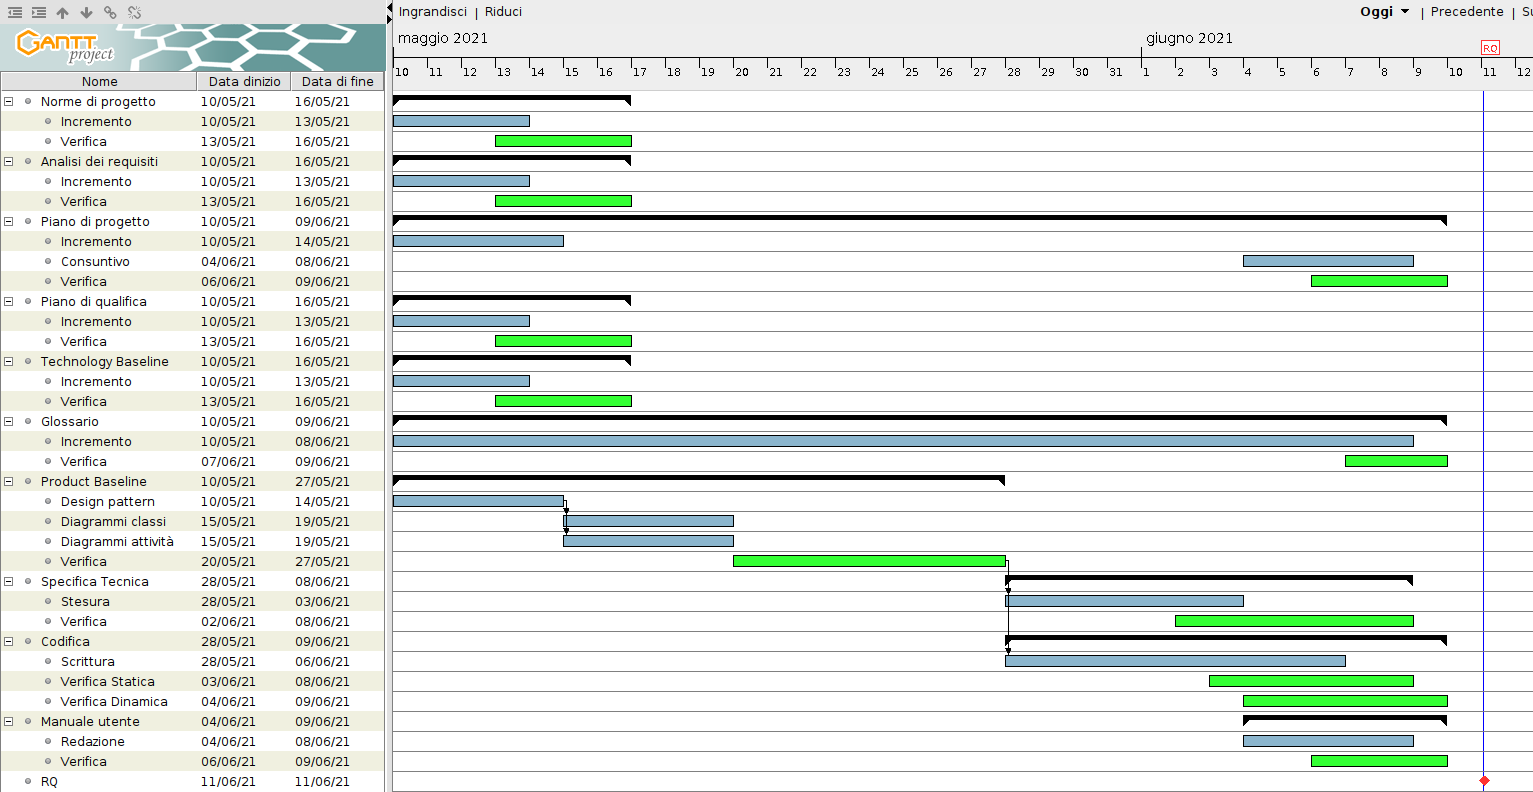 Ingrandisci | Riduci
Oggi | Precedente | Su
GANTT
project
maggio 2021
giugno 2021
RQ
Nome Data dinizio Data di fine
10 11 12 13 14 15 16 17 18 19 20 21 22 23 24 25 26 27 28 29 30 31 1 2 3 4 5 6 7 8 9 10 11 12
Norme di progetto 10/05/21 16/05/21
Incremento 10/05/21 13/05/21
Verifica 13/05/21 16/05/21
Analisi dei requisiti 10/05/21 16/05/21
Incremento 10/05/21 13/05/21
Verifica 13/05/21 16/05/21
Piano di progetto 10/05/21 09/06/21
Incremento 10/05/21 14/05/21
Consuntivo 04/06/21 08/06/21
Verifica 06/06/21 09/06/21
Piano di qualifica 10/05/21 16/05/21
Incremento 10/05/21 13/05/21
Verifica 13/05/21 16/05/21
Technology Baseline 10/05/21 16/05/21
Incremento 10/05/21 13/05/21
Verifica 13/05/21 16/05/21
Glossario 10/05/21 09/06/21
Incremento 10/05/21 08/06/21
Verifica 07/06/21 09/06/21
Product Baseline 10/05/21 27/05/21
Design pattern 10/05/21 14/05/21
Diagrammi classi 15/05/21 19/05/21
Diagrammi attività 15/05/21 19/05/21
Verifica 20/05/21 27/05/21
Specifica Tecnica 28/05/21 08/06/21
Stesura 28/05/21 03/06/21
Verifica 02/06/21 08/06/21
Codifica 28/05/21 09/06/21
Scrittura 28/05/21 06/06/21
Verifica Statica 03/06/21 08/06/21
Verifica Dinamica 04/06/21 09/06/21
Manuale utente 04/06/21 09/06/21
Redazione 04/06/21 08/06/21
Verifica 06/06/21 09/06/21
RQ 11/06/21 11/06/21